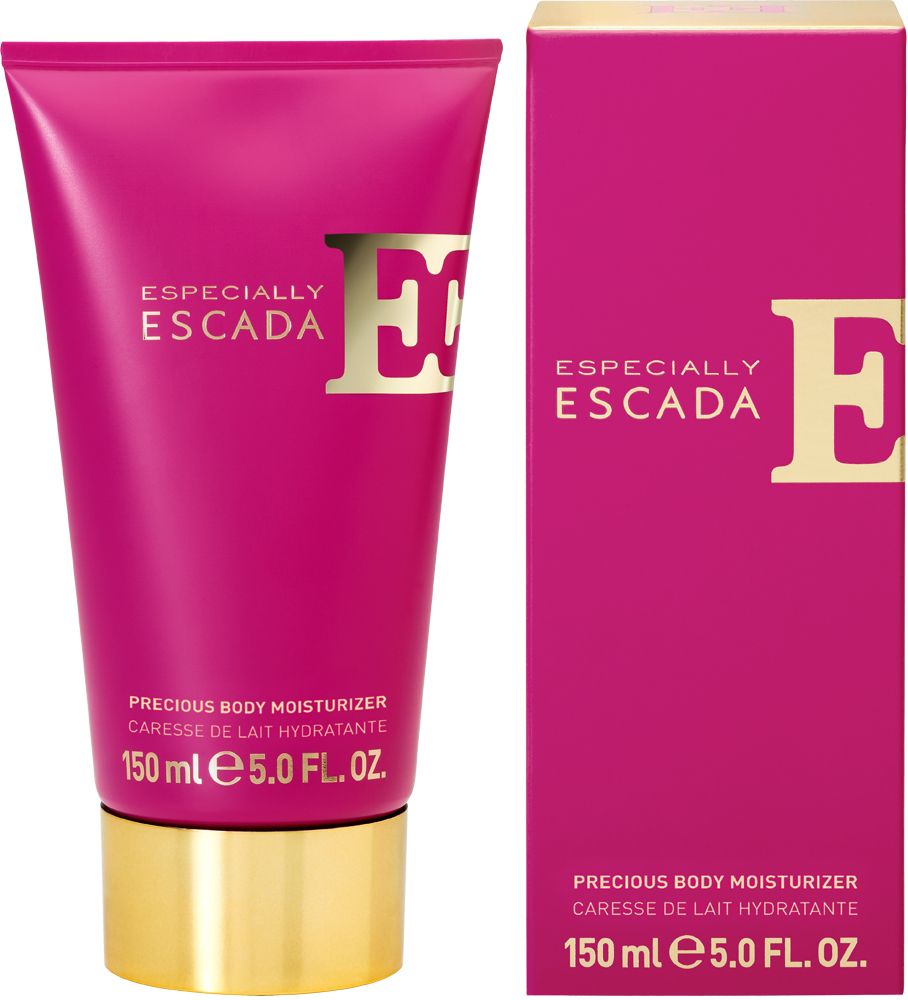 ESPECIALLY
ESCADA
E
PRECIOUS BODY MOISTURIZER
CARESSE DE LAIT HYDRATANTE
150 ml e 5.0 FL. OZ.
ESPECIALLY
ESCADA
E
PRECIOUS BODY MOISTURIZER
CARESSE DE LAIT HYDRATANTE
150 ml e 5.0 FL. OZ.